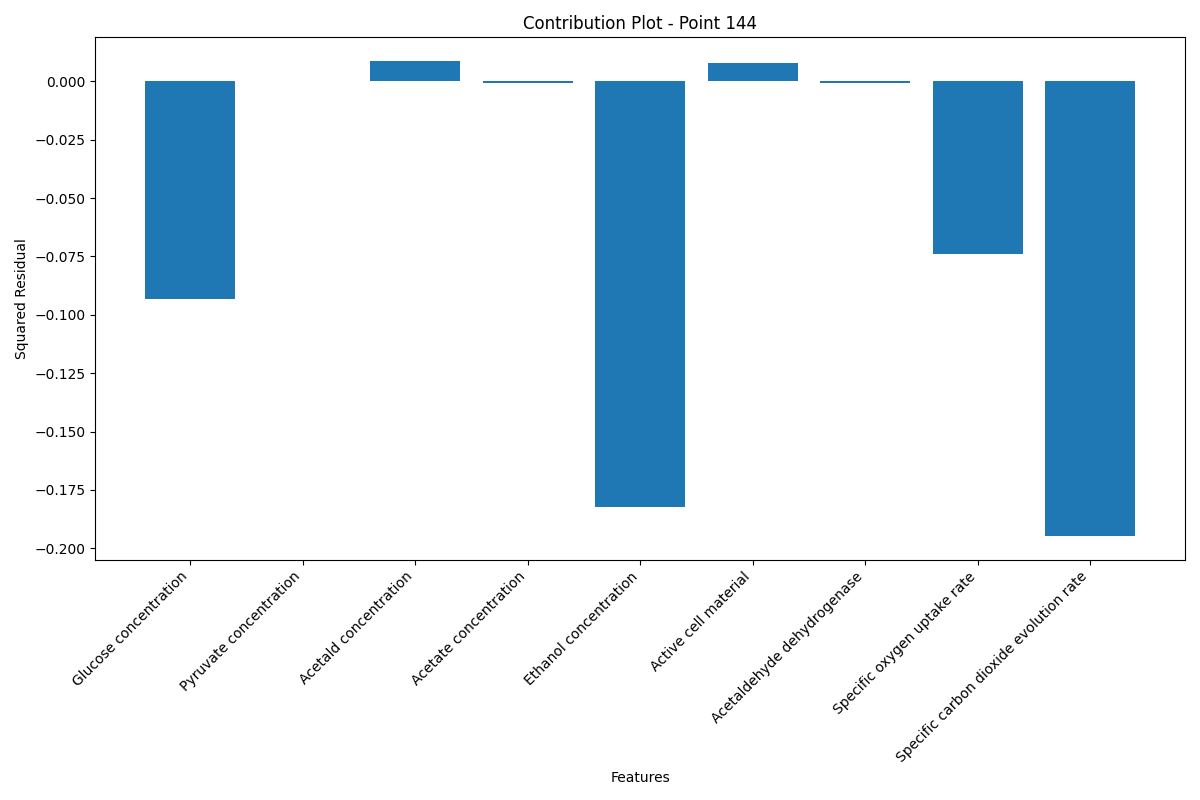 Contribution Plot - Point 144
Squared Residual
0.000
−0.025
−0.050
−0.075
−0.100
−0.125
−0.150
−0.175
−0.200
Glucose concentration
Pyruvate concentration
Acetald concentration
Acetate concentration
Ethanol concentration
Active cell material
Acetaldehyde dehydrogenase
Specific oxygen uptake rate
Specific carbon dioxide evolution rate
Features